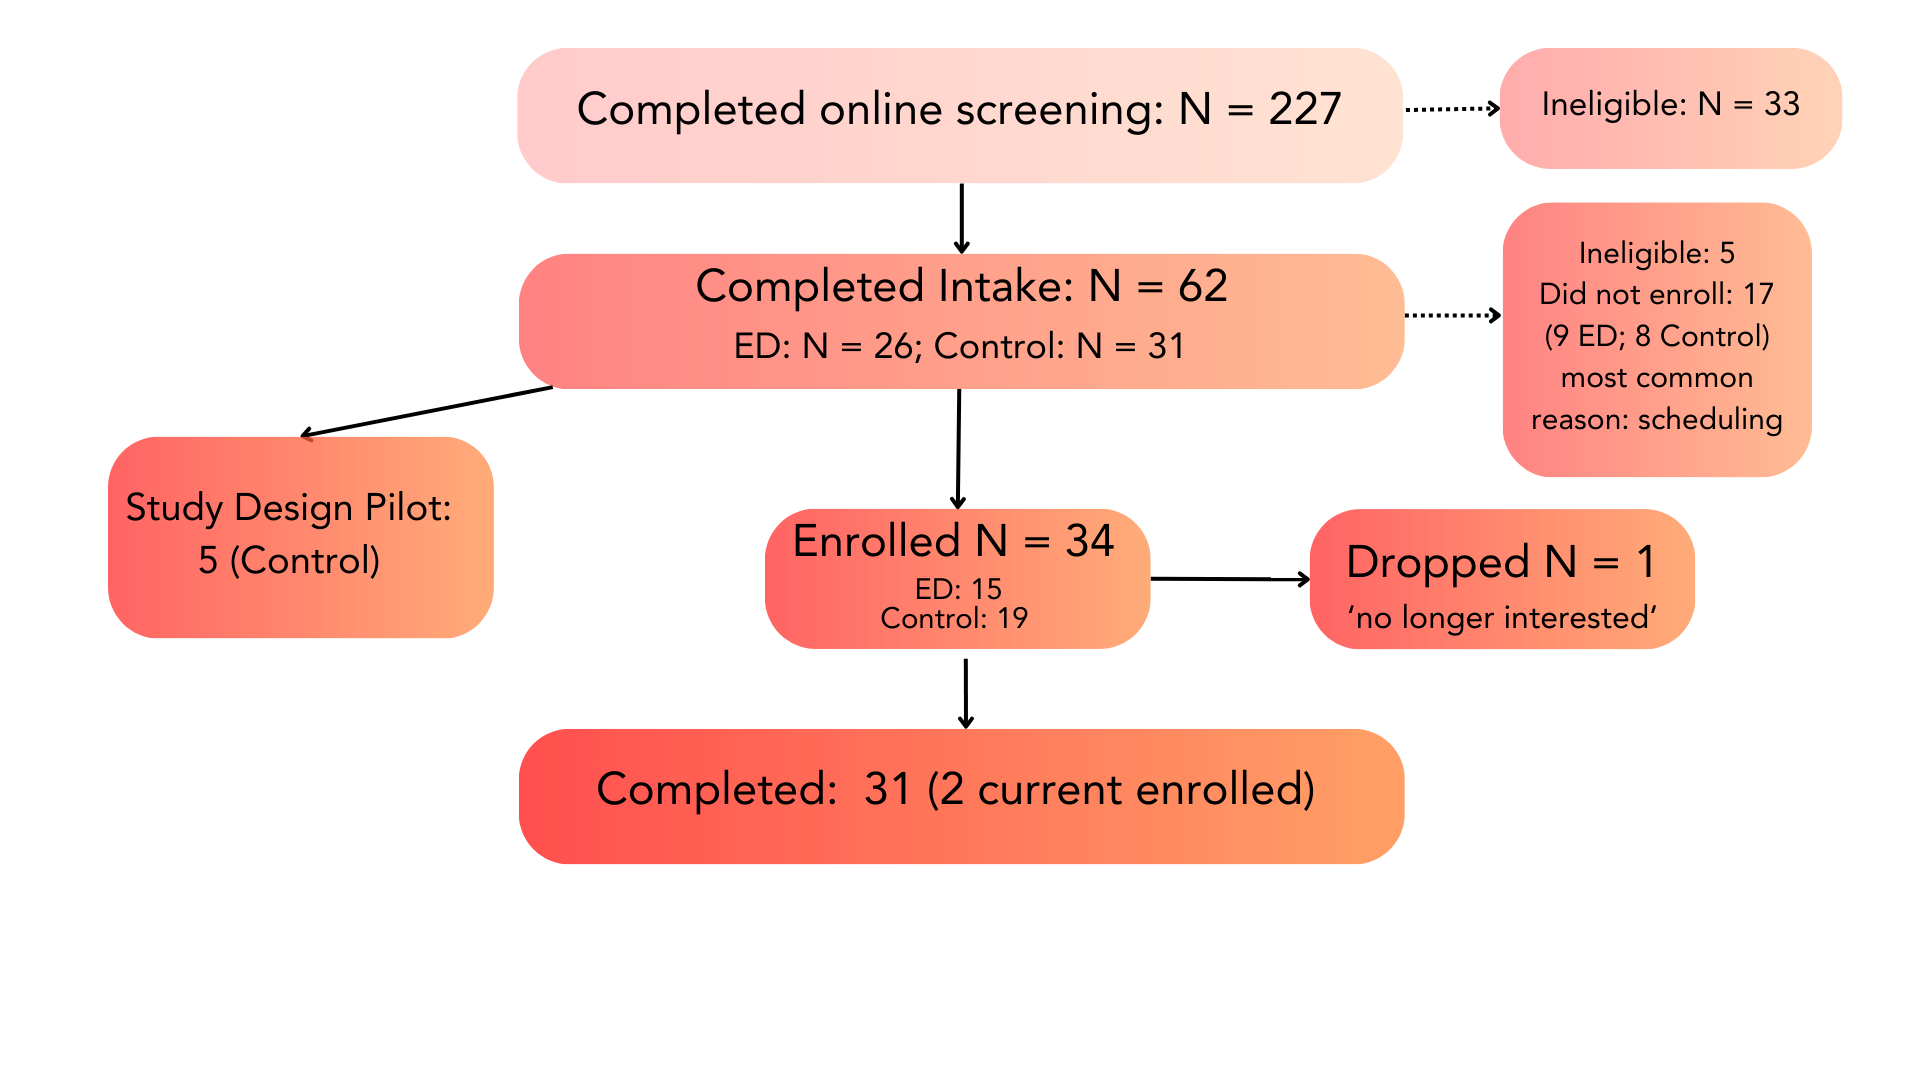 Completed online screening: N = 227
Ineligible: N = 33
Completed Intake: N = 62
ED: N = 26; Control: N = 31
Ineligible: 5
Did not enroll: 17
(9 ED; 8 Control)
most common
reason: scheduling
Study Design Pilot:
5 (Control)
Enrolled N = 34
ED: 15
Control: 19
Dropped N = 1
‘no longer interested’
Completed:  31 (2 current enrolled)